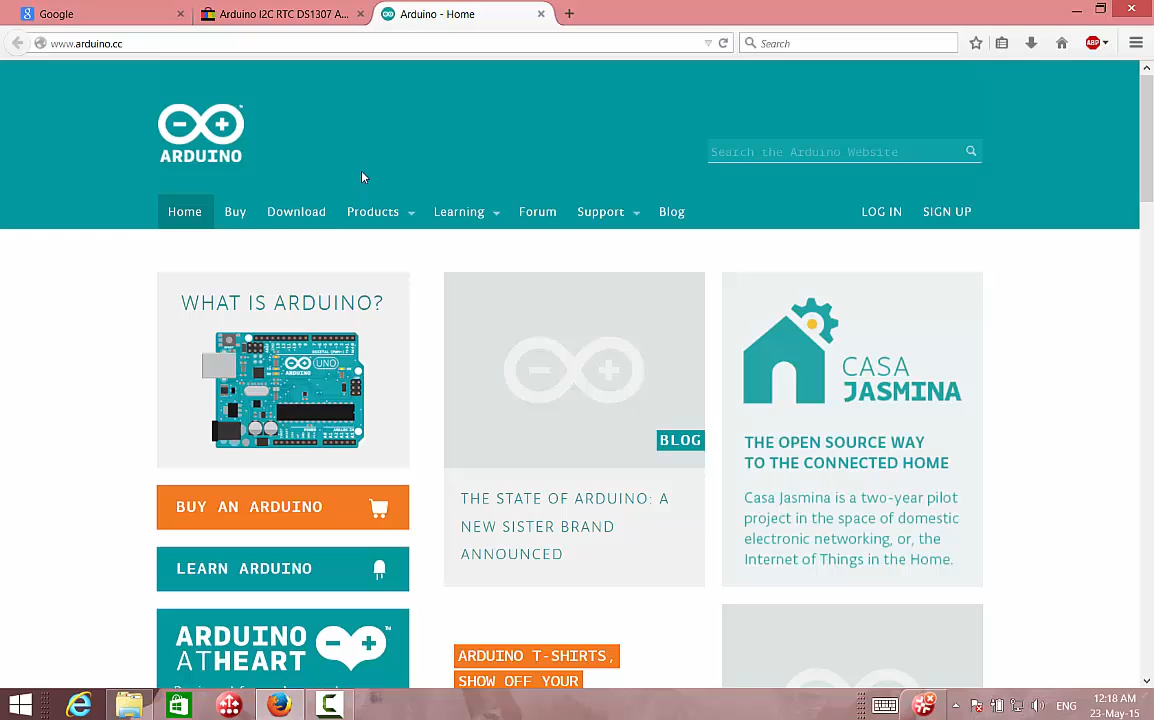 Google
Arduino I2C RTC DS1307 A...
Arduino - Home
www.arduino.cc
Search
ABP
ARDUINO
Search the Arduino Website
Home Buy Download Products Learning Forum Support Blog LOG IN SIGN UP
WHAT IS ARDUINO?
UNO
ARDUINO
BLOG
THE STATE OF ARDUINO: A
NEW SISTER BRAND
ANNOUNCED
CASA
JASMINA
THE OPEN SOURCE WAY
TO THE CONNECTED HOME
Casa Jasmina is a two-year pilot
project in the space of domestic
electronic networking, or, the
Internet of Things in the Home.
BUY AN ARDUINO
LEARN ARDUINO
ARDUINO
AT HEART
TM
ARDUINO T-SHIRTS,
SHOW OFF YOUR
ENG
12:18 AM
23-May-15